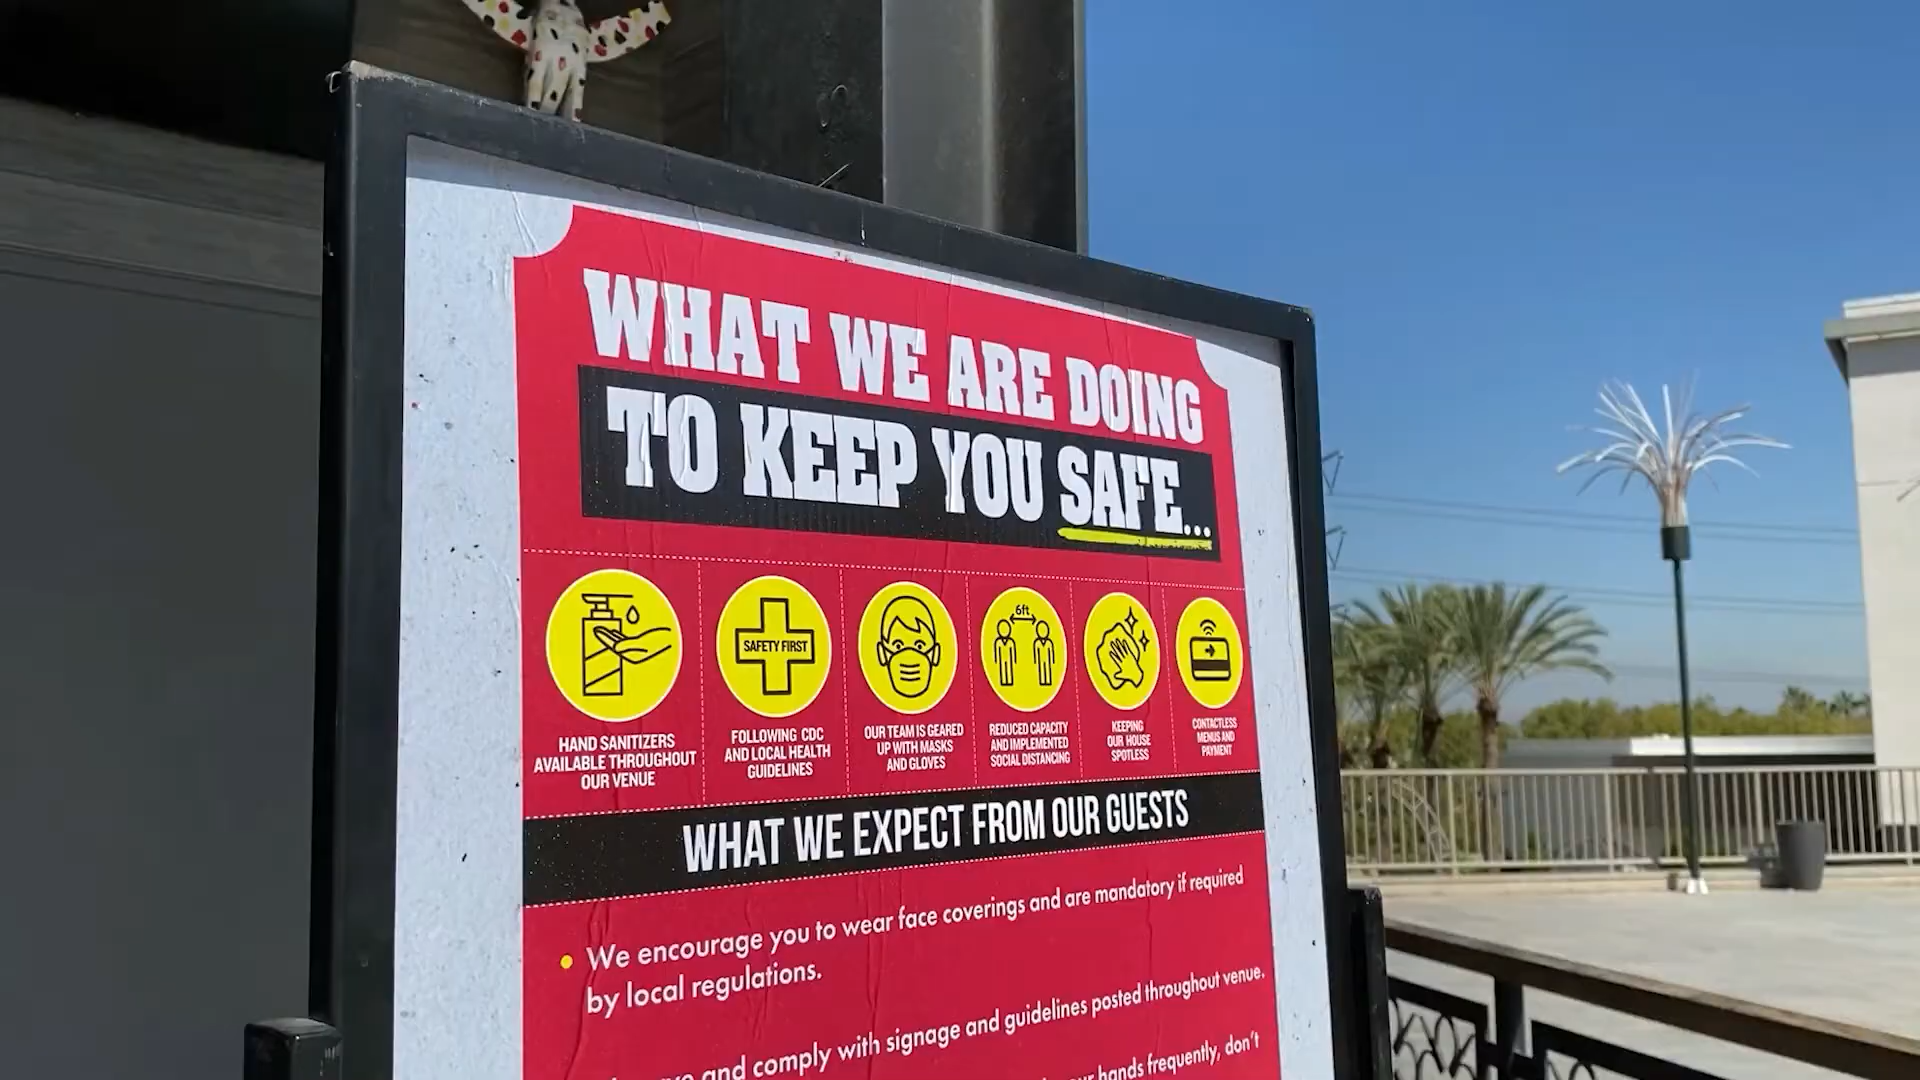 WHAT WE ARE DOING
TO KEEP YOU SAFE...
SAFETY FIRST
6ft
HAND SANITIZERS
AVAILABLE THROUGHOUT
OUR VENUE
FOLLOWING CDC
AND LOCAL HEALTH
GUIDELINES
OUR TEAM IS GEARED
UP WITH MASKS
AND GLOVES
REDUCED CAPACITY
AND IMPLEMENTED
SOCIAL DISTANCING
KEEPING
OUR HOUSE
SPOTLESS
CONTACTLESS
MENUS AND
PAYMENT
WHAT WE EXPECT FROM OUR GUESTS
• We encourage you to wear face coverings and are mandatory if required
by local regulations.
and comply with signage and guidelines posted throughout venue.
hands frequently, don't